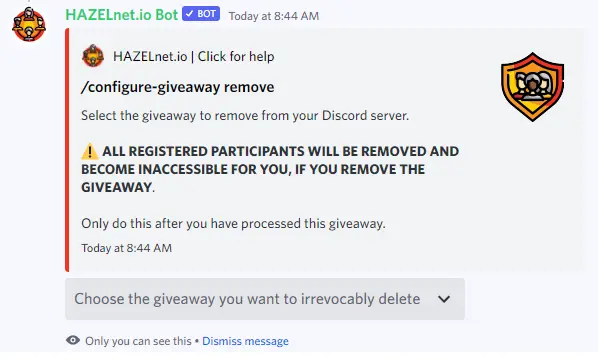 HAZELnet.io Bot ✔ BOT Today at 8:44 AM
HAZELnet.io | Click for help
/configure-giveaway remove
Select the giveaway to remove from your Discord server.
⚠️ ALL REGISTERED PARTICIPANTS WILL BE REMOVED AND
BECOME INACCESSIBLE FOR YOU, IF YOU REMOVE THE
GIVEAWAY.
Only do this after you have processed this giveaway.
Today at 8:44 AM
Choose the giveaway you want to irrevocably delete
Only you can see this • Dismiss message